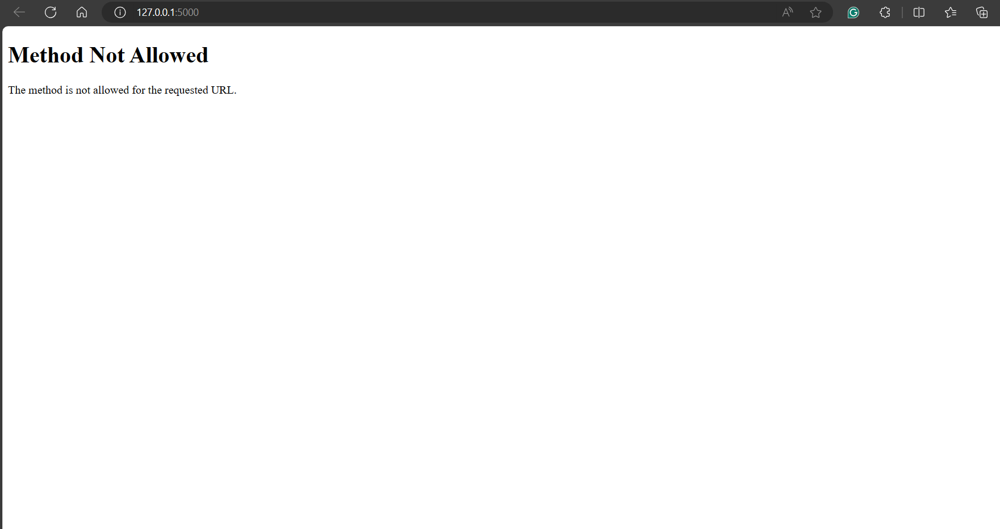 127.0.0.1:5000
Method Not Allowed
The method is not allowed for the requested URL.